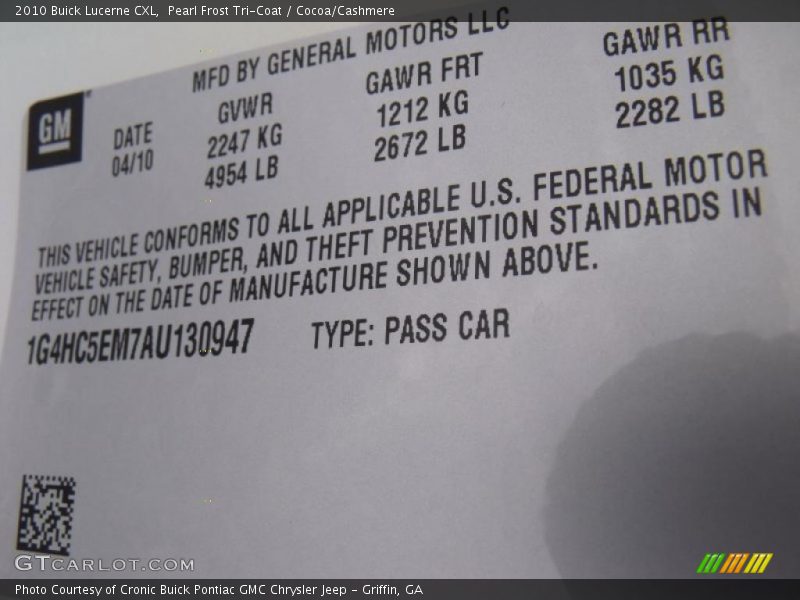 2010 Buick Lucerne CXL, Pearl Frost Tri-Coat / Cocoa/Cashmere
MFD BY GENERAL MOTORS LLC
GM
DATE
04/10
GVWR
2247 KG
4954 LB
GAWR FRT
1212 KG
2672 LB
GAWR RR
1035 KG
2282 LB
THIS VEHICLE CONFORMS TO ALL APPLICABLE U.S. FEDERAL MOTOR
VEHICLE SAFETY, BUMPER, AND THEFT PREVENTION STANDARDS IN
EFFECT ON THE DATE OF MANUFACTURE SHOWN ABOVE.
1G4HC5EM7AU130947 TYPE: PASS CAR
GTCARLOT.COM
Photo Courtesy of Cronic Buick Pontiac GMC Chrysler Jeep - Griffin, GA